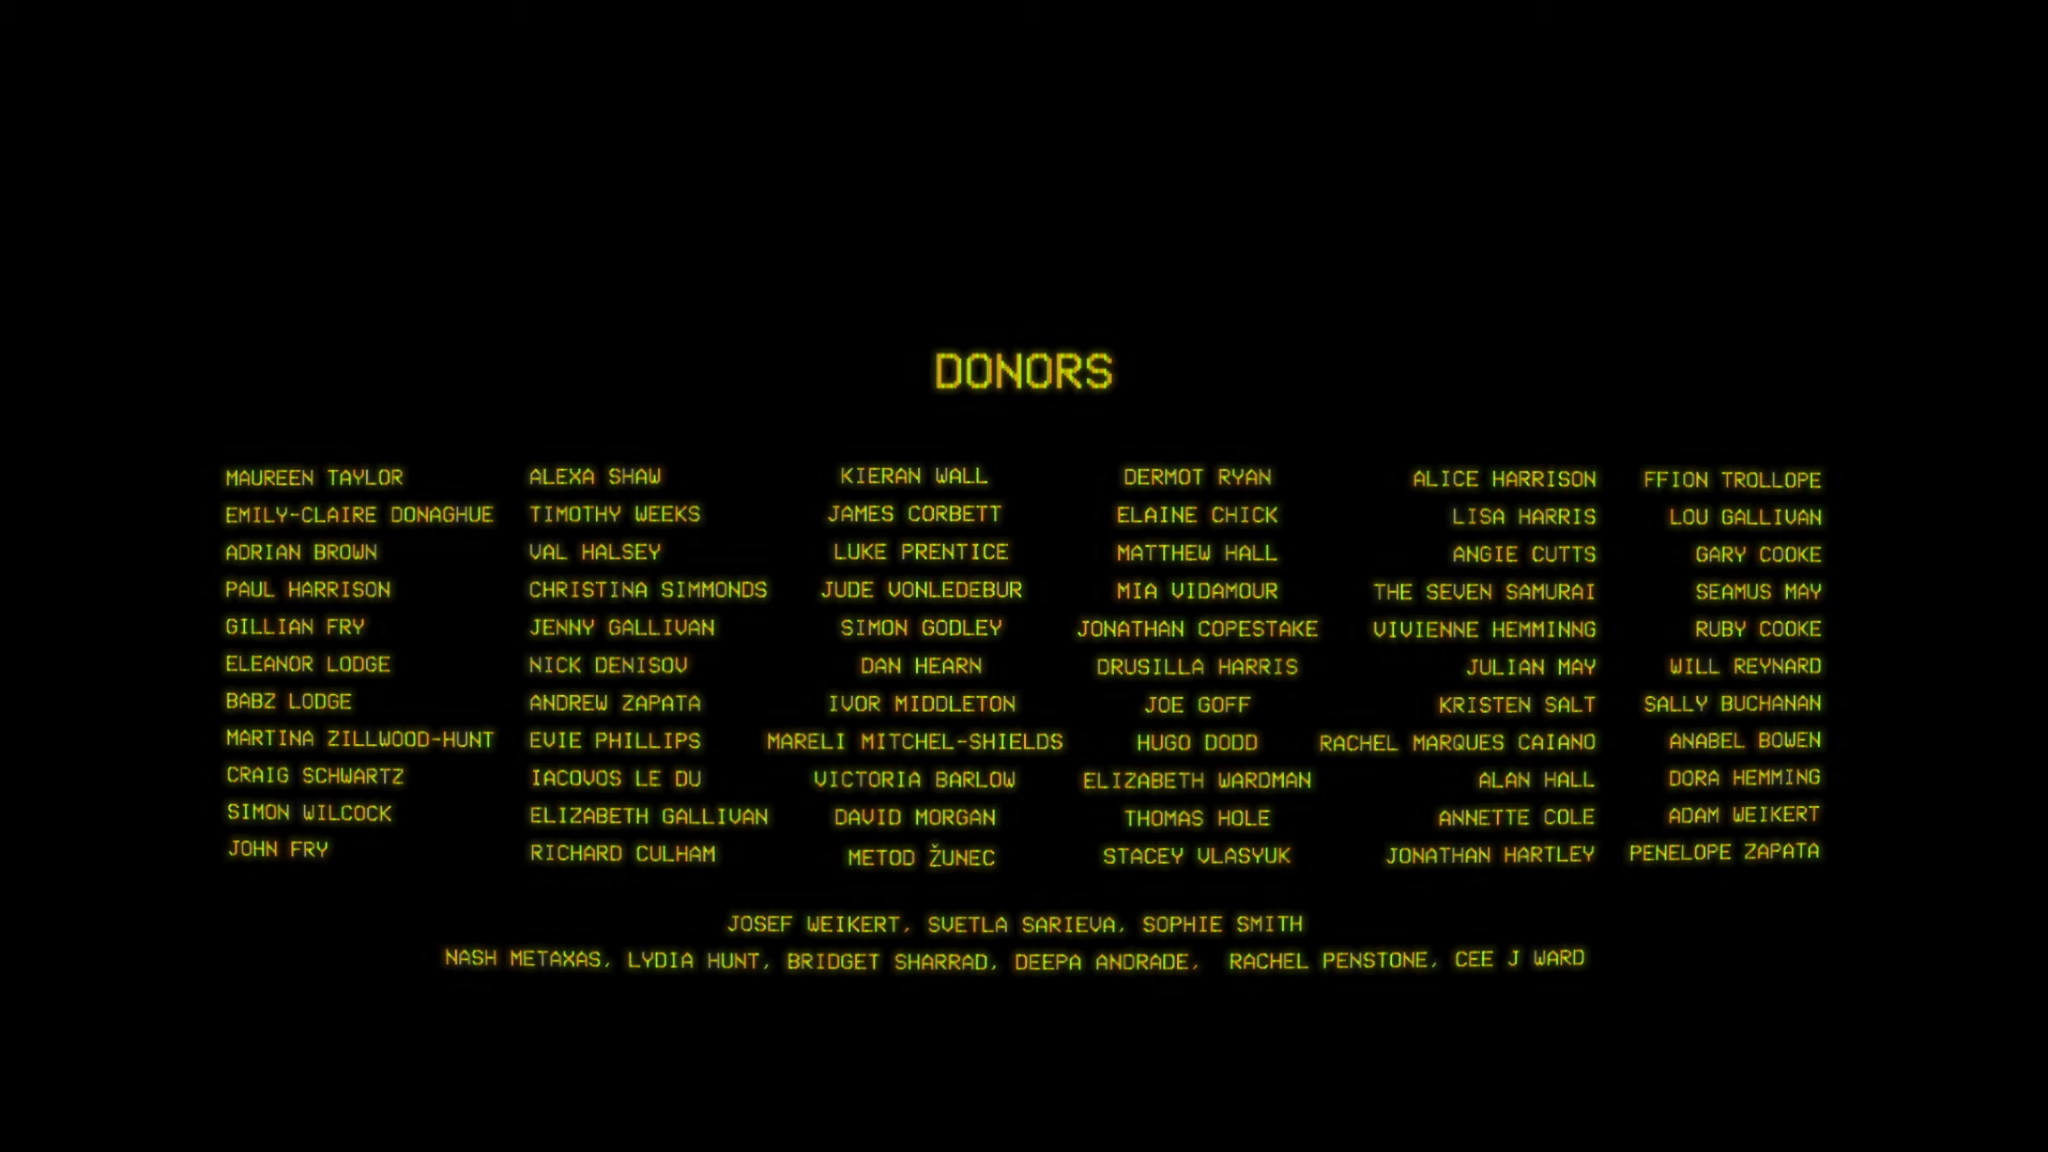 DONORS
MAUREEN TAYLOR ALEXA SHAW KIERAN WALL DERMOT RYAN ALICE HARRISON FFION TROLLOPE
EMILY-CLAIRE DONAGHUE TIMOTHY WEEKS JAMES CORBETT ELAINE CHICK LISA HARRIS LOU GALLIVAN
ADRIAN BROWN VAL HALSEY LUKE PRENTICE MATTHEW HALL ANGIE CUTTS GARY COOKE
PAUL HARRISON CHRISTINA SIMMONDS JUDE VONLEDEBUR MIA VIDAMOUR THE SEVEN SAMURAI SEAMUS MAY
GILLIAN FRY JENNY GALLIVAN SIMON GODLEY JONATHAN COPESTAKE VIVIENNE HEMMINNG RUBY COOKE
ELEANOR LODGE NICK DENISOV DAN HEARN DRUSILLA HARRIS JULIAN MAY WILL REYNARD
BABZ LODGE ANDREW ZAPATA IVOR MIDDLETON JOE GOFF KRISTEN SALT SALLY BUCHANAN
MARTINA ZILLWOOD-HUNT EVIE PHILLIPS MARELI MITCHEL-SHIELDS HUGO DODD RACHEL MARQUES CAIANO ANABEL BOWEN
CRAIG SCHWARTZ IACOVOS LE DU VICTORIA BARLOW ELIZABETH WARDMAN ALAN HALL DORA HEMMING
SIMON WILCOCK ELIZABETH GALLIVAN DAVID MORGAN THOMAS HOLE ANNETTE COLE ADAM WEIKERT
JOHN FRY RICHARD CULHAM METOD ŽUNEC STACEY VLASYUK JONATHAN HARTLEY PENELOPE ZAPATA
JOSEF WEIKERT, SVETLA SARIEVA, SOPHIE SMITH
NASH METAXAS, LYDIA HUNT, BRIDGET SHARRAD, DEEPA ANDRADE, RACHEL PENSTONE, CEE J WARD